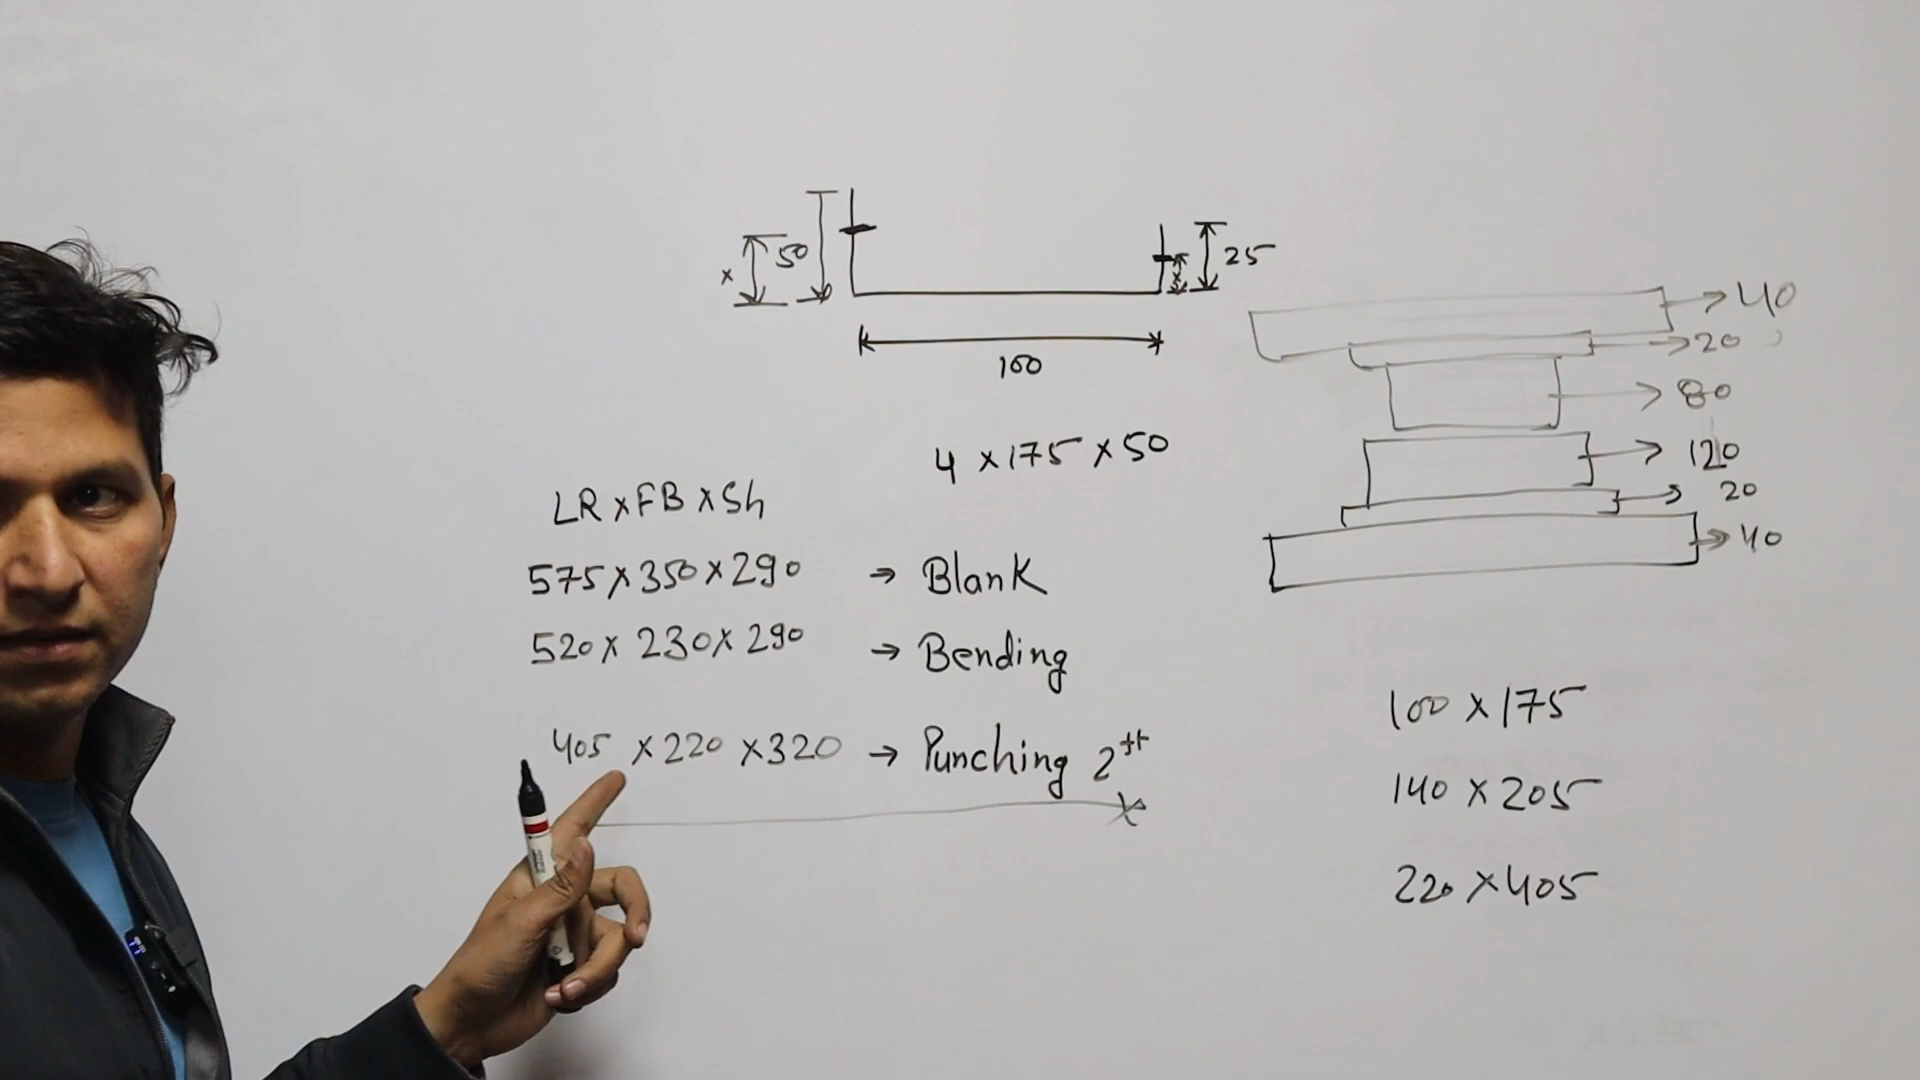 50
x
25
x
100
4 x 175 x 50
LR x FB x Sh
575 x 350 x 290 → Blank
520 x 230 x 290 → Bending
405 x 220 x 320 → Punching 2
→ 40
→ 20
→ 80
→ 120
→ 20
→ 40
100 x 175
140 x 205
220 x 405